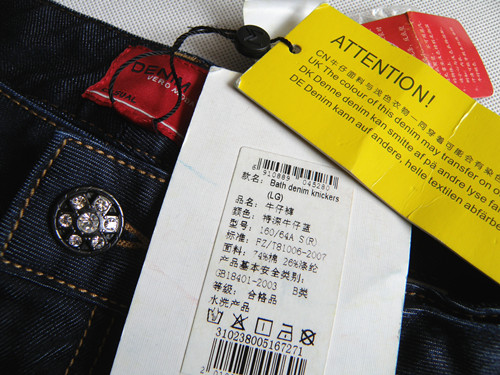 DENIM
VERO M
ATTENTION!
CN牛仔面料与浅色衣物一同穿着可能会有染色
UK The colour of this denim may transfer on
DK Denne denim kan smitte af på andre lyse far
DE Denim kann auf andere, helle textilien abfärben
6 910889 045280
款名: Bath denim knickers
(LG)
品名: 牛仔裤
颜色: 特深牛仔蓝
型号: 160/64A S(R)
标准: FZ/T81006-2007
面料: 74%棉 26%涤纶
产品基本安全类别:
GB18401-2003 B类
等级: 合格品
水洗产品
310238005167271